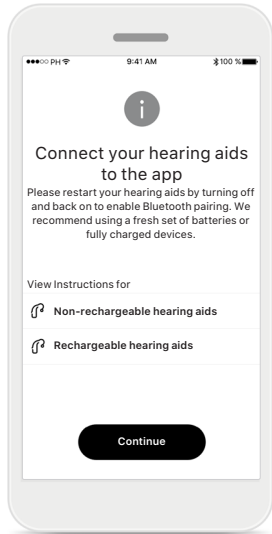 ●●●○○ PH 9:41 AM 100 %
i
Connect your hearing aids
to the app
Please restart your hearing aids by turning off
and back on to enable Bluetooth pairing. We
recommend using a fresh set of batteries or
fully charged devices.
View Instructions for
Non-rechargeable hearing aids
Rechargeable hearing aids
Continue